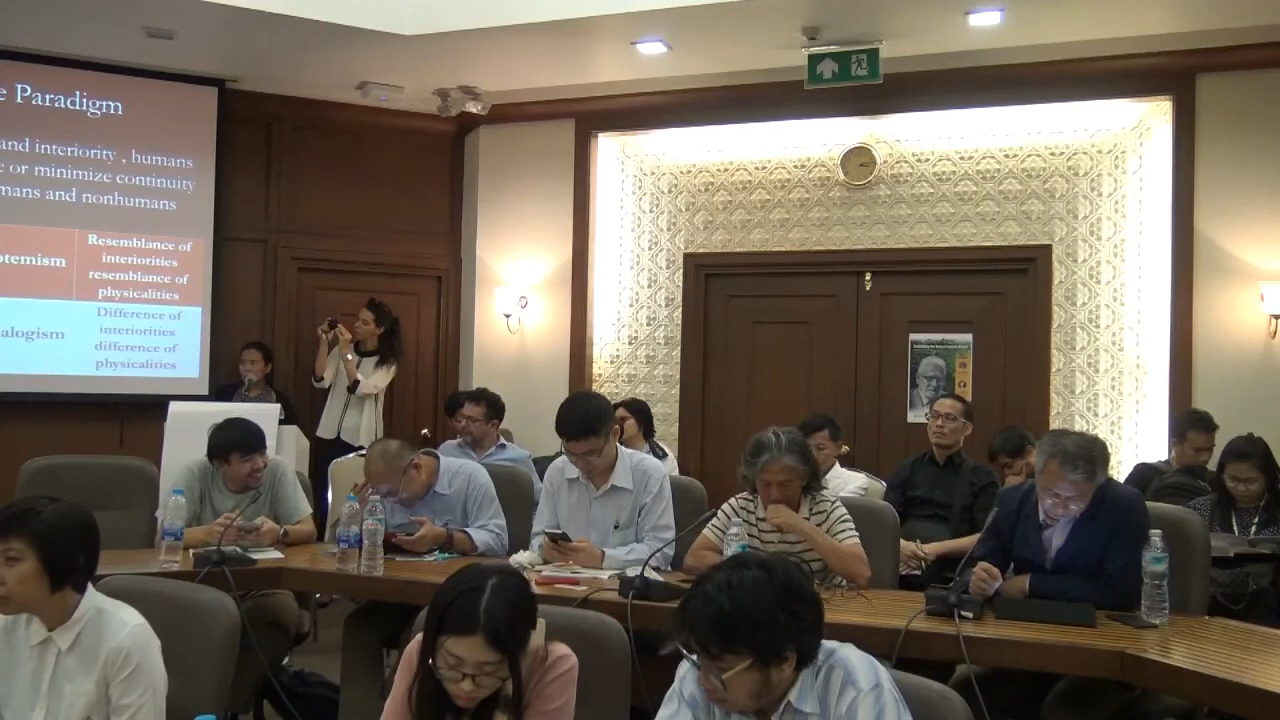 e Paradigm
and interiority , humans
e or minimize continuity
mans and nonhumans
otemism
Resemblance of
interiorities
resemblance of
physicalities
alogism
Difference of
interiorities
difference of
physicalities